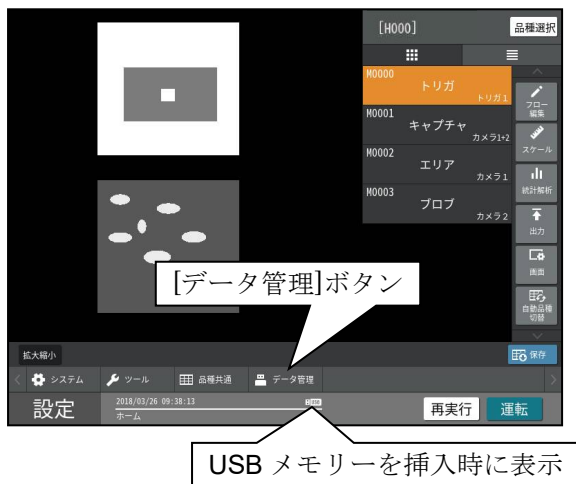 [H000]
品種選択
M0000
トリガ
トリガ1
M0001
キャプチャ
カメラ1+2
M0002
エリア
カメラ1
M0003
ブロブ
カメラ2
フロー
編集
スケール
統計解析
出力
画面
自動品種
切替
[データ管理]ボタン
拡大縮小
保存
システム
ツール
品種共通
データ管理
設定
2018/03/26 09:38:13
ホーム
再実行
運転
USB メモリーを挿入時に表示